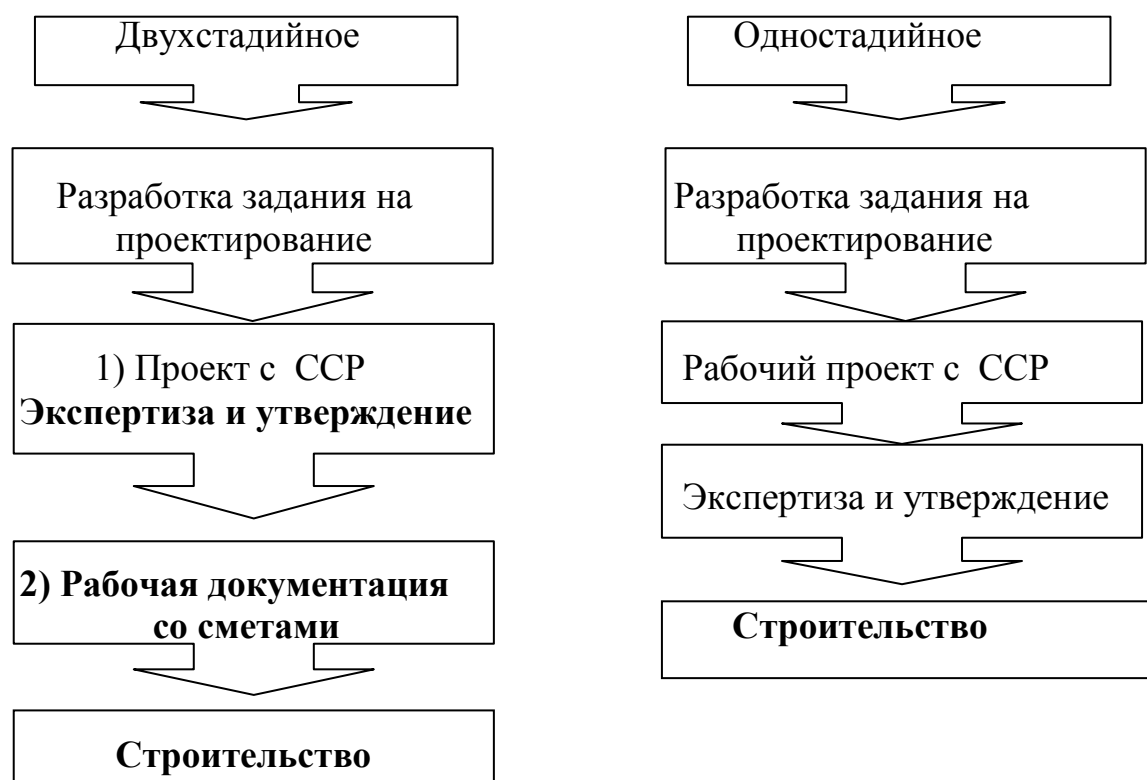 Двухстадийное
Разработка задания на
проектирование
1) Проект с ССР
Экспертиза и утверждение
2) Рабочая документация
со сметами
Строительство
Одностадийное
Разработка задания на
проектирование
Рабочий проект с ССР
Экспертиза и утверждение
Строительство